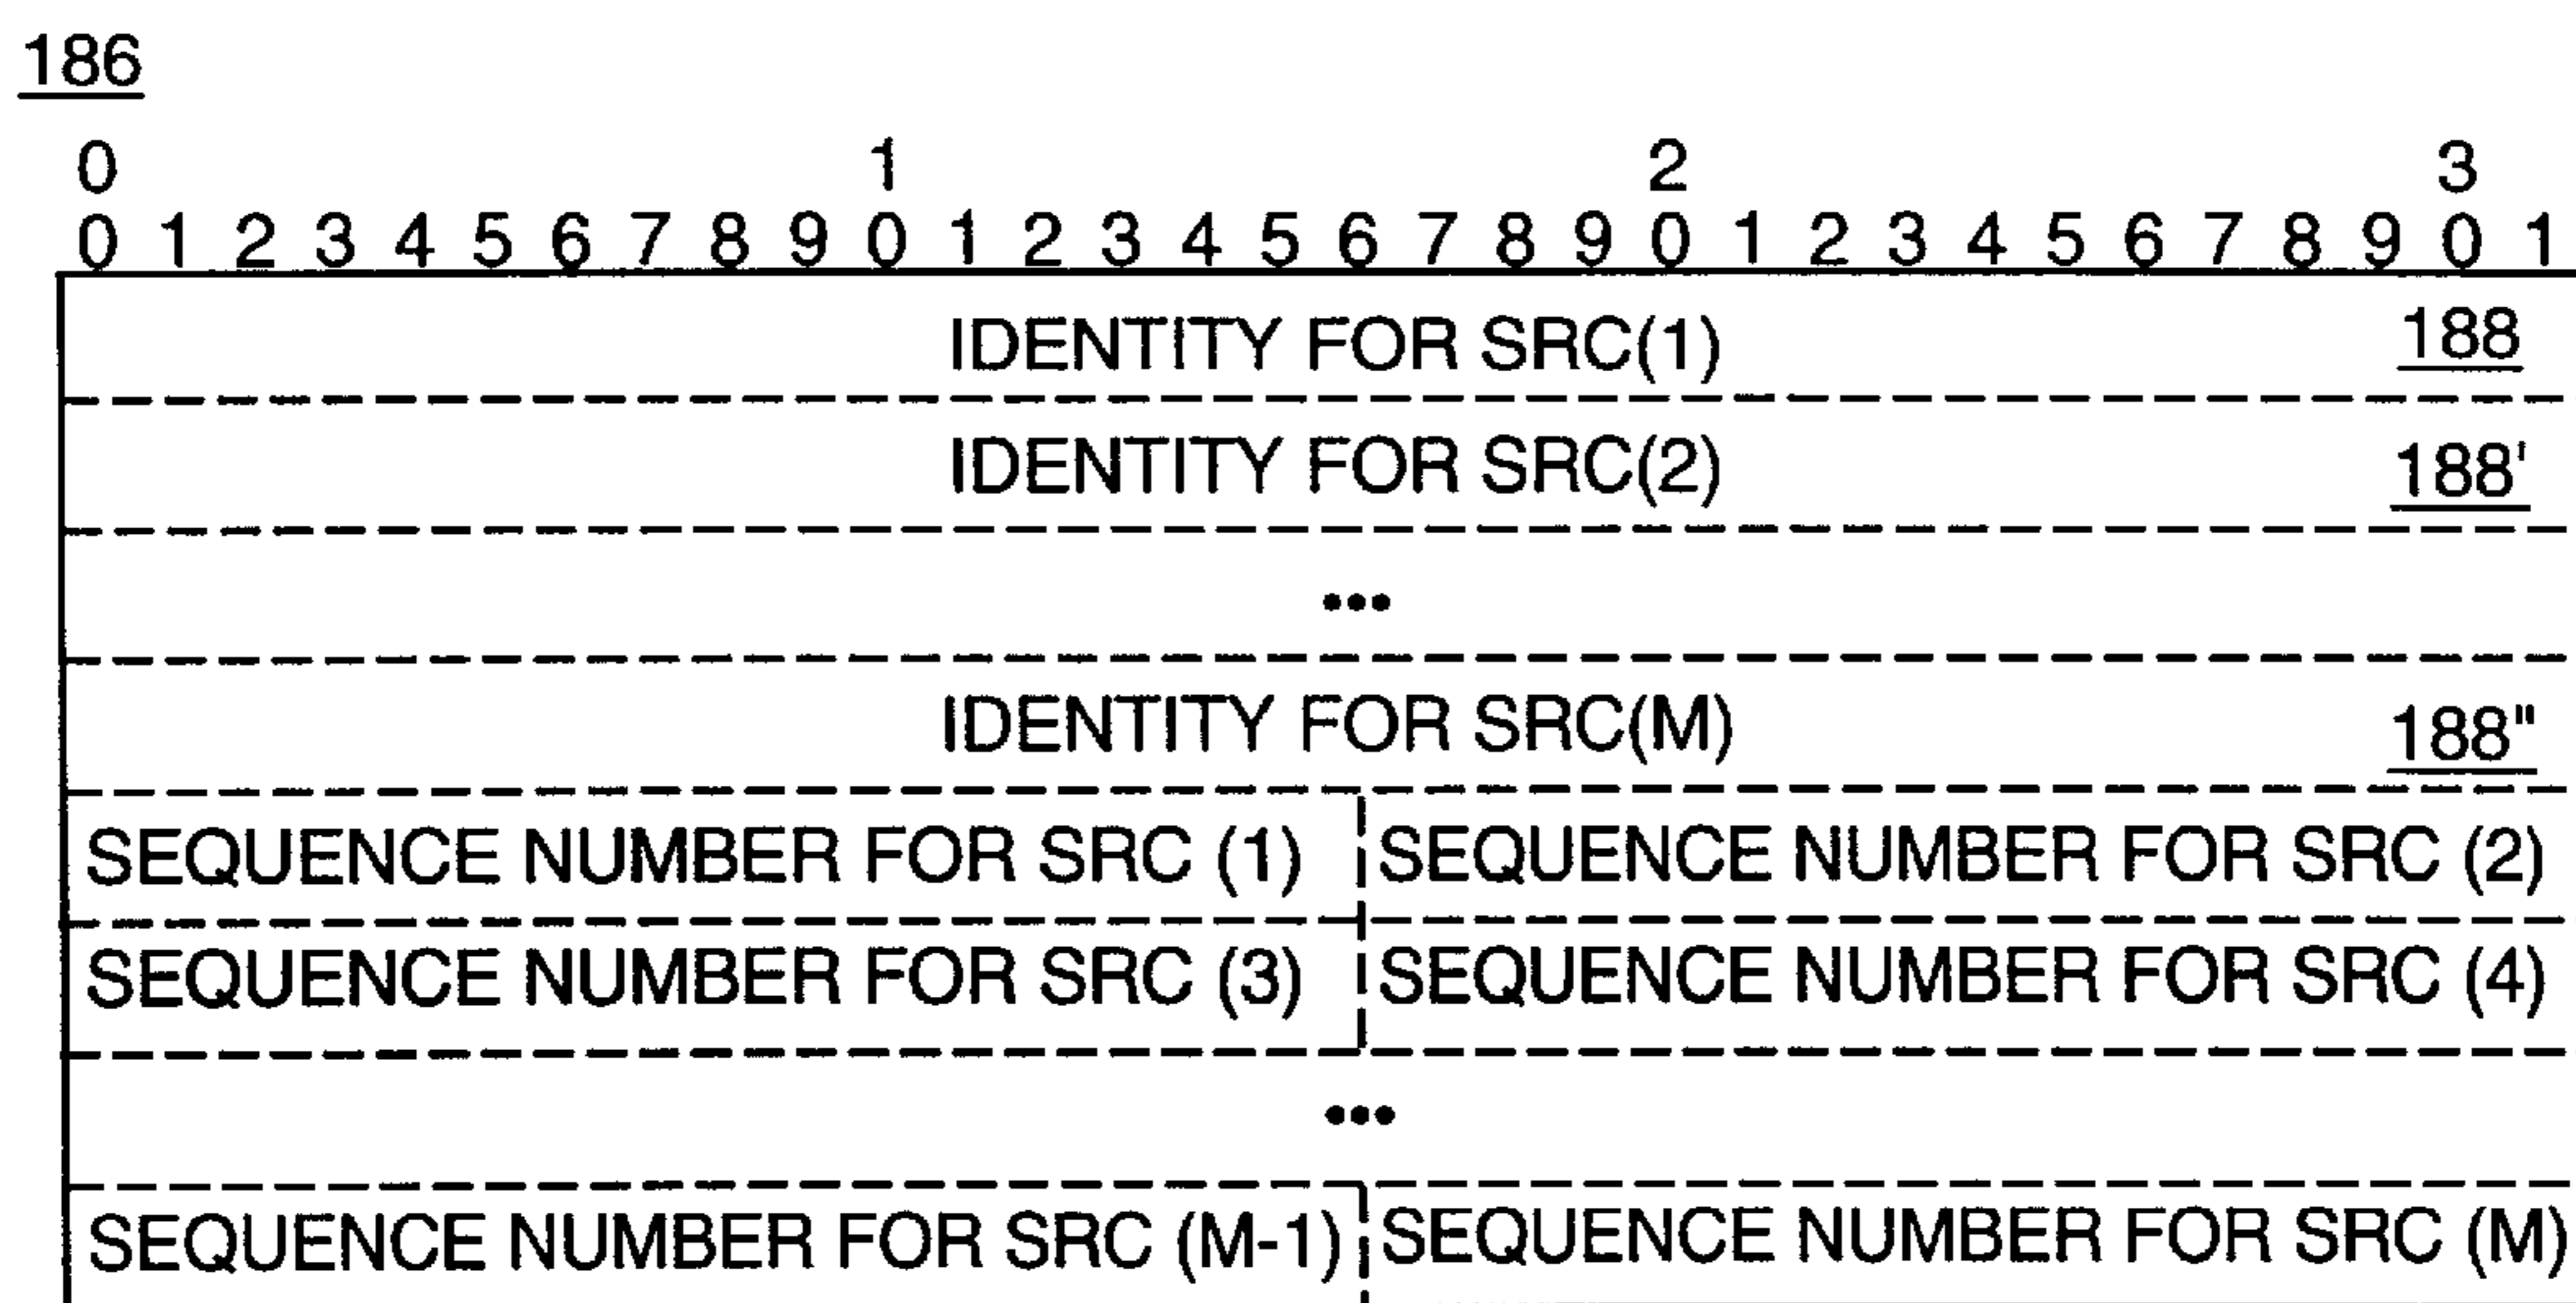 186
0 1 2 3
0 1 2 3 4 5 6 7 8 9 0 1 2 3 4 5 6 7 8 9 0 1 2 3 4 5 6 7 8 9 0 1
IDENTITY FOR SRC(1) 188
IDENTITY FOR SRC(2) 188'
•••
IDENTITY FOR SRC(M) 188"
SEQUENCE NUMBER FOR SRC (1) SEQUENCE NUMBER FOR SRC (2)
SEQUENCE NUMBER FOR SRC (3) SEQUENCE NUMBER FOR SRC (4)
•••
SEQUENCE NUMBER FOR SRC (M-1) SEQUENCE NUMBER FOR SRC (M)